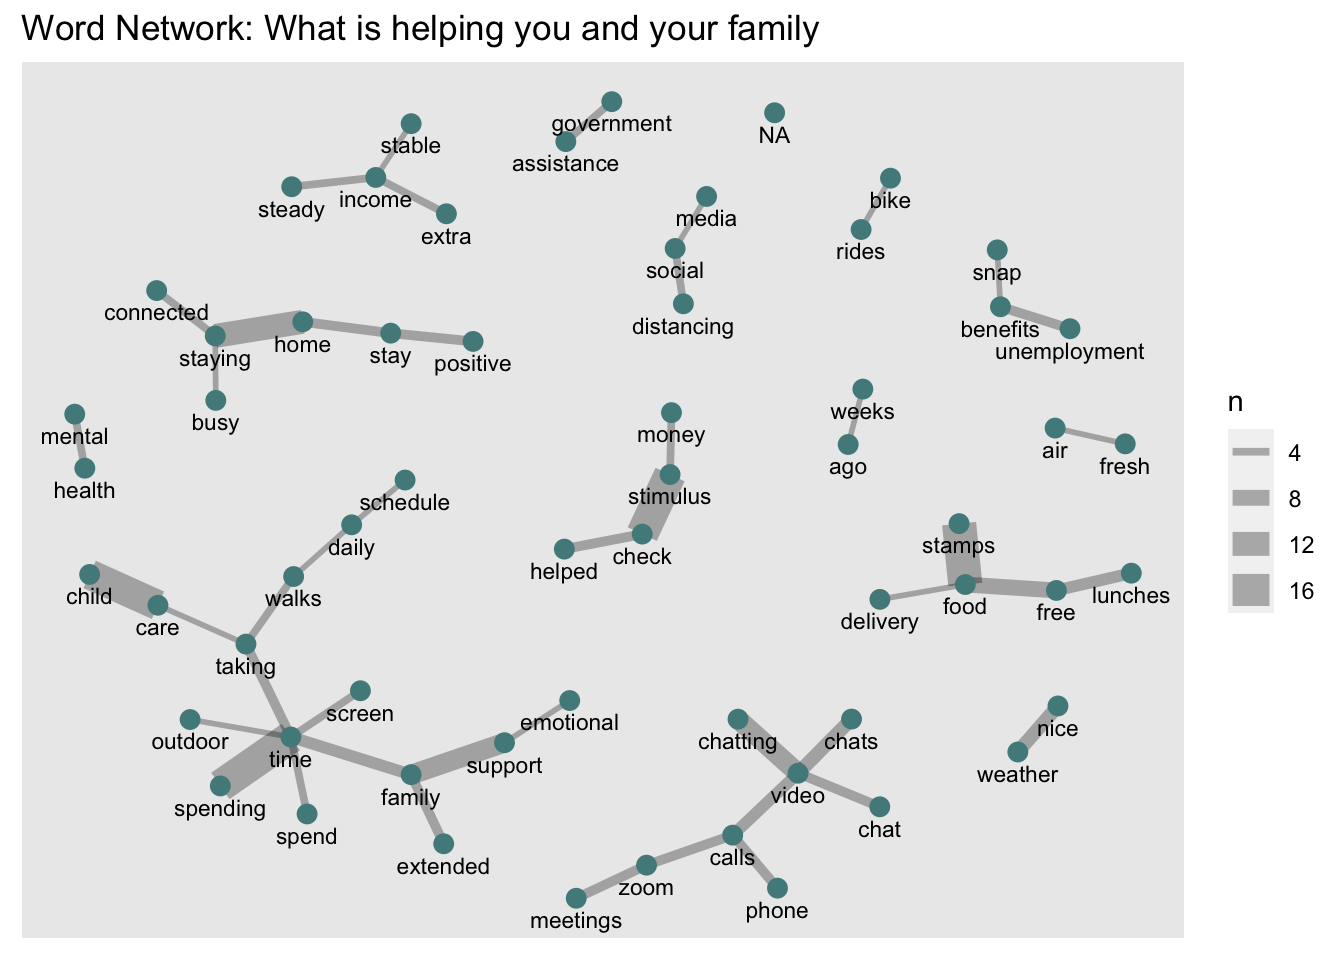 Word Network: What is helping you and your family
government
NA
stable
assistance
bike
income
steady
media
extra
rides
social
snap
connected
distancing
benefits
home
unemployment
staying
stay
positive
weeks
busy
money
mental
air
ago
fresh
health
stimulus
schedule
daily
stamps
check
helped
child
walks
lunches
food
free
care
delivery
taking
screen
emotional
outdoor
chatting
chats
nice
time
support
weather
family
video
spending
spend
chat
calls
extended
zoom
phone
meetings
n
4
8
12
16